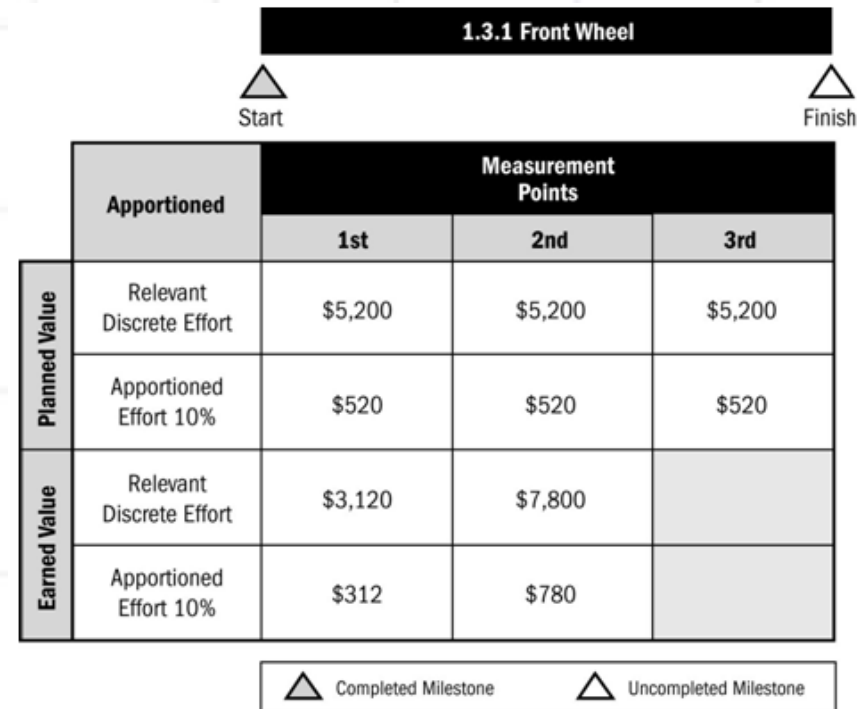 1.3.1 Front Wheel
Start
Finish
Apportioned
Measurement
Points
1st
2nd
3rd
Planned Value
Relevant
Discrete Effort
$5,200
$5,200
$5,200
Apportioned
Effort 10%
$520
$520
$520
Earned Value
Relevant
Discrete Effort
$3,120
$7,800
Apportioned
Effort 10%
$312
$780
Completed Milestone
Uncompleted Milestone